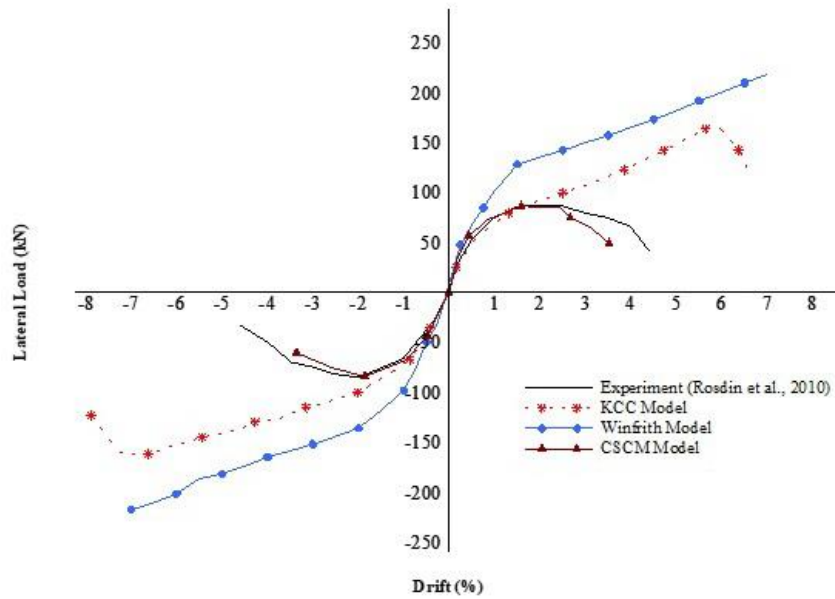 250
200
150
100
50
-8 -7 -6 -5 -4 -3 -2 -1 1 2 3 4 5 6 7 8
50
-100
-150
-200
-250
Lateral Load (kN)
Drift (%)
Experiment (Rosdin et al., 2010)
KCC Model
Winfrith Model
CSCM Model